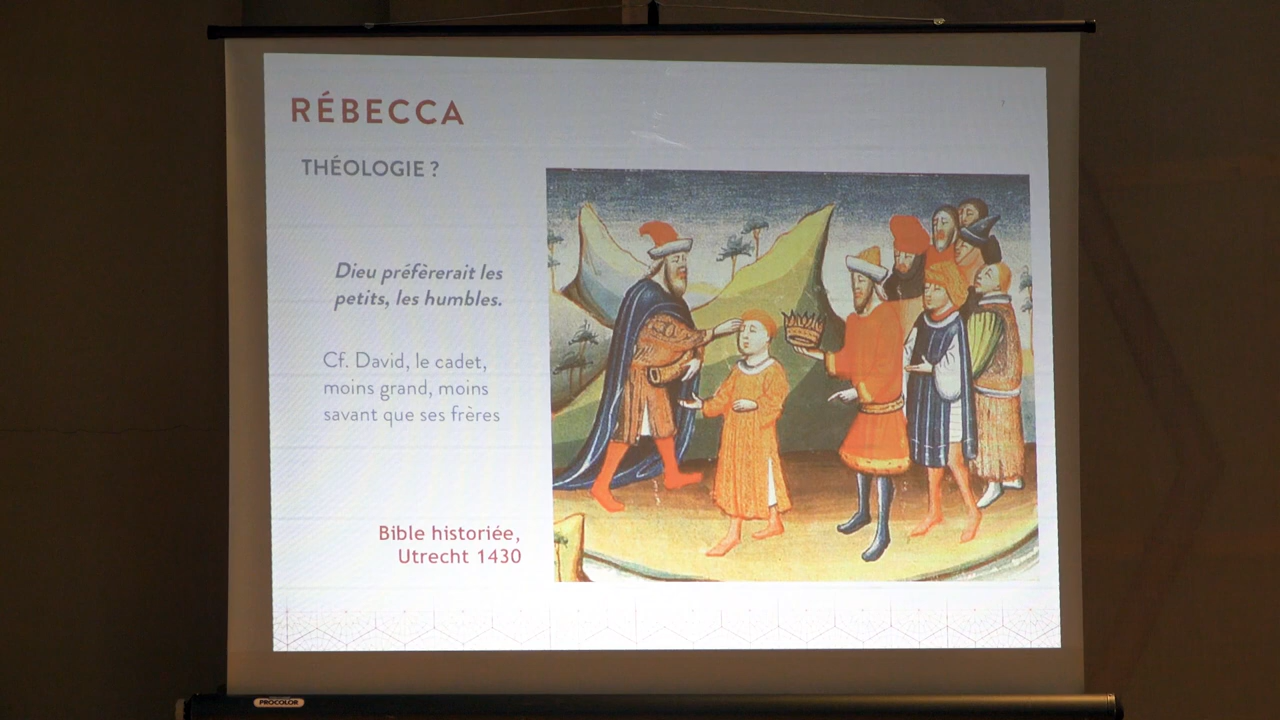 RÉBECCA
THÉOLOGIE ?
Dieu préfèrerait les
petits, les humbles.
Cf. David, le cadet,
moins grand, moins
savant que ses frères
Bible historiée,
Utrecht 1430
PROCOLOR